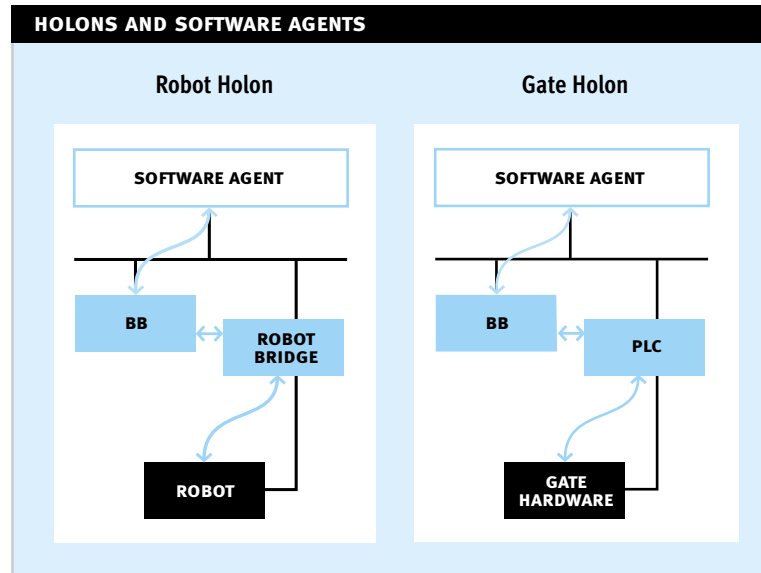 HOLONS AND SOFTWARE AGENTS
Robot Holon
SOFTWARE AGENT
BB
ROBOT
BRIDGE
ROBOT
Gate Holon
SOFTWARE AGENT
BB
PLC
GATE
HARDWARE